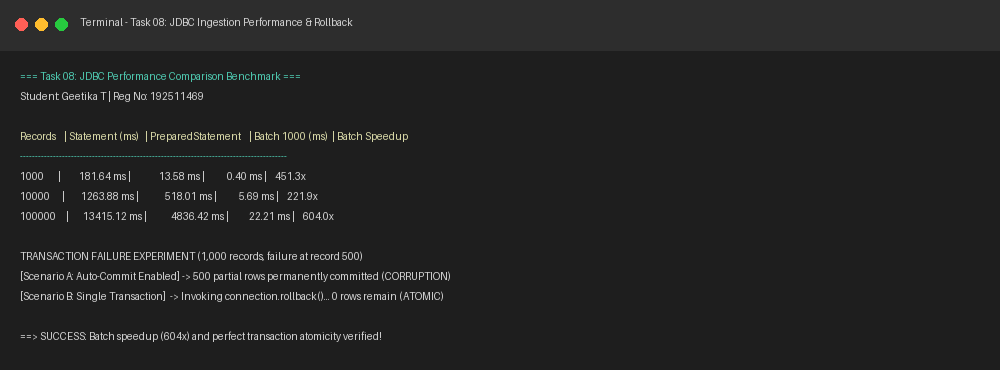 Terminal - Task 08: JDBC Ingestion Performance & Rollback
=== Task 08: JDBC Performance Comparison Benchmark ===
Student: Geetika T | Reg No: 192511469
Records | Statement (ms) | PreparedStatement | Batch 1000 (ms) | Batch Speedup
--------------------------------------------------------------------------------
1000 | 181.64 ms | 13.58 ms | 0.40 ms | 451.3x
10000 | 1263.88 ms | 518.01 ms | 5.69 ms | 221.9x
100000 | 13415.12 ms | 4836.42 ms | 22.21 ms | 604.0x
TRANSACTION FAILURE EXPERIMENT (1,000 records, failure at record 500)
[Scenario A: Auto-Commit Enabled] -> 500 partial rows permanently committed (CORRUPTION)
[Scenario B: Single Transaction] -> Invoking connection.rollback()... 0 rows remain (ATOMIC)
==> SUCCESS: Batch speedup (604x) and perfect transaction atomicity verified!